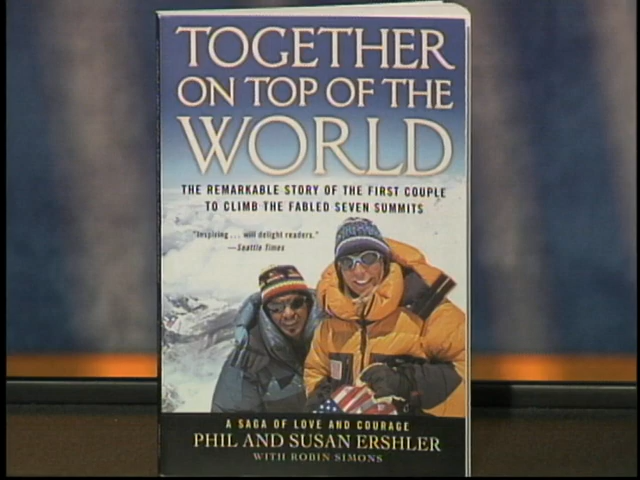 TOGETHER
ON TOP OF THE
WORLD
THE REMARKABLE STORY OF THE FIRST COUPLE
TO CLIMB THE FABLED SEVEN SUMMITS
"Inspiring . . . will delight readers."
—Seattle Times
A SAGA OF LOVE AND COURAGE
PHIL AND SUSAN ERSHLER
WITH ROBIN SIMONS